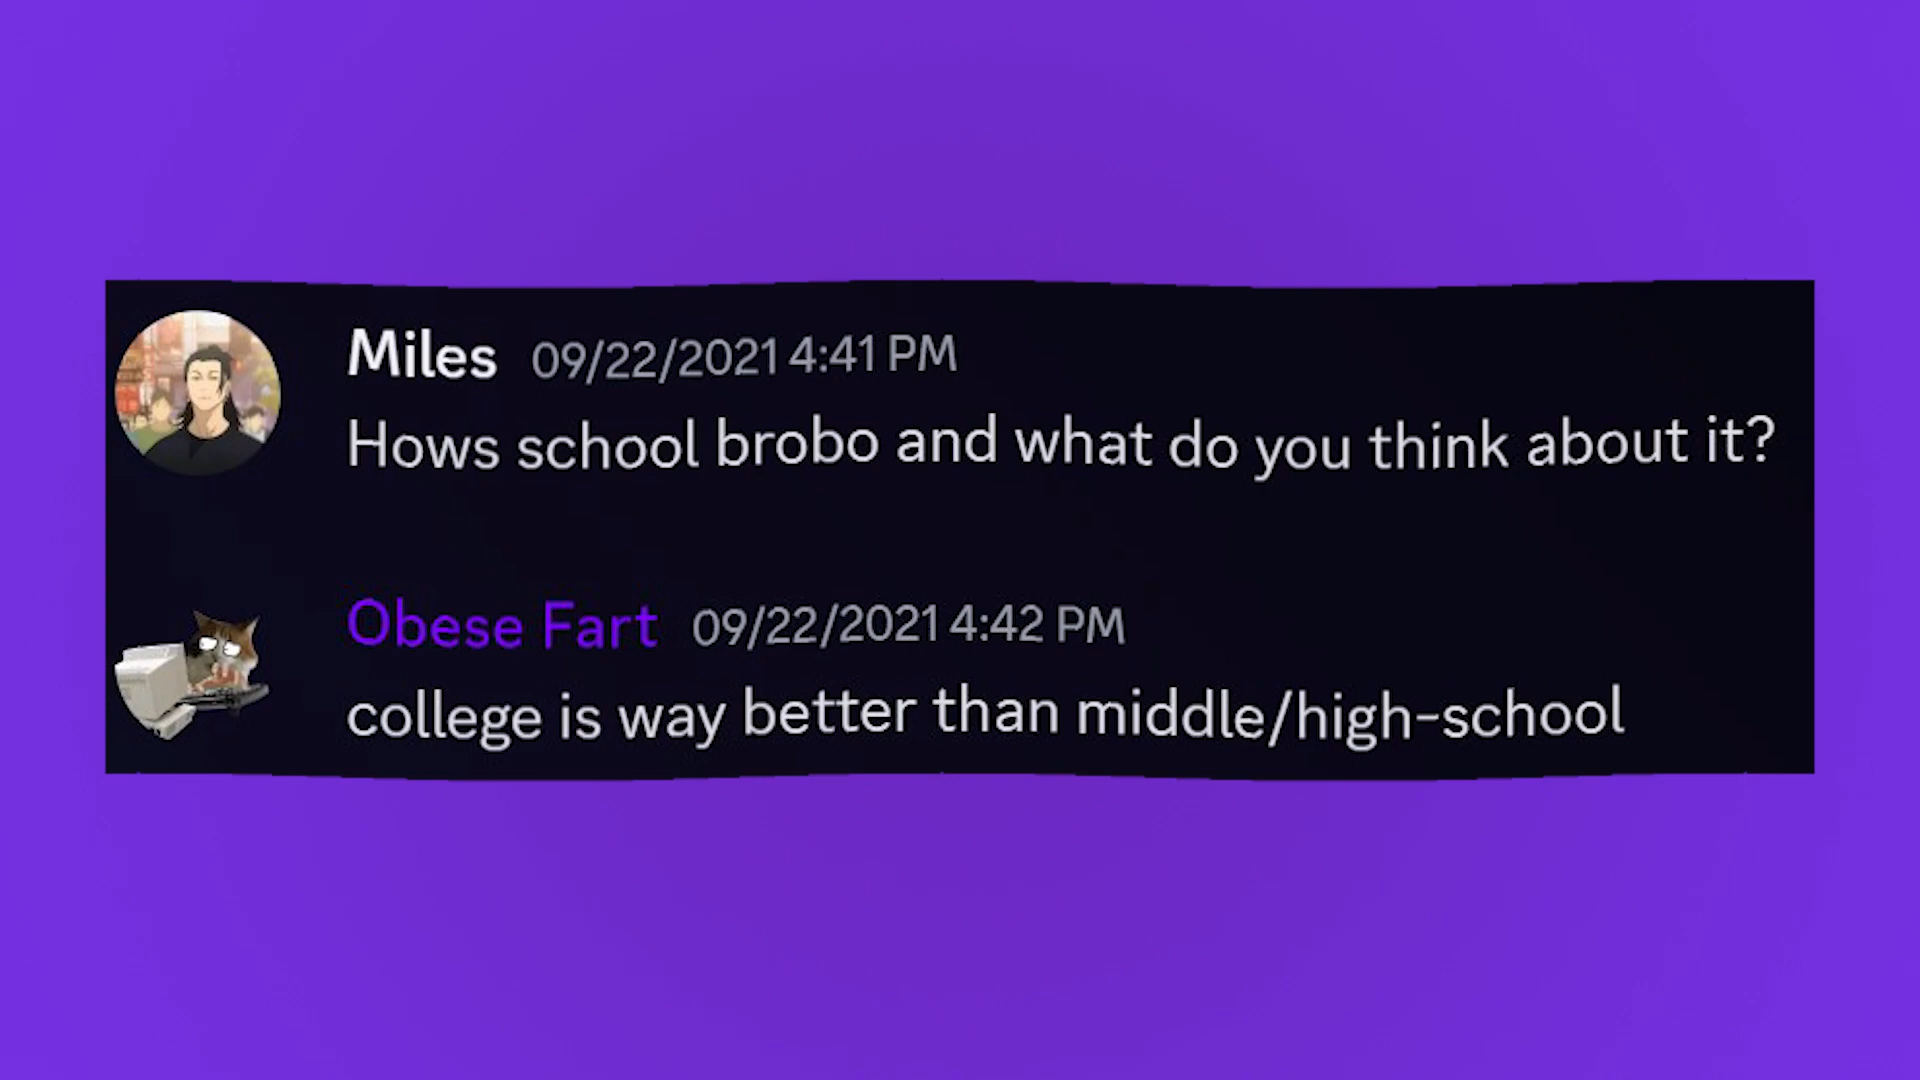 Miles 09/22/2021 4:41 PM
Hows school brobo and what do you think about it?
Obese Fart 09/22/2021 4:42 PM
college is way better than middle/high-school